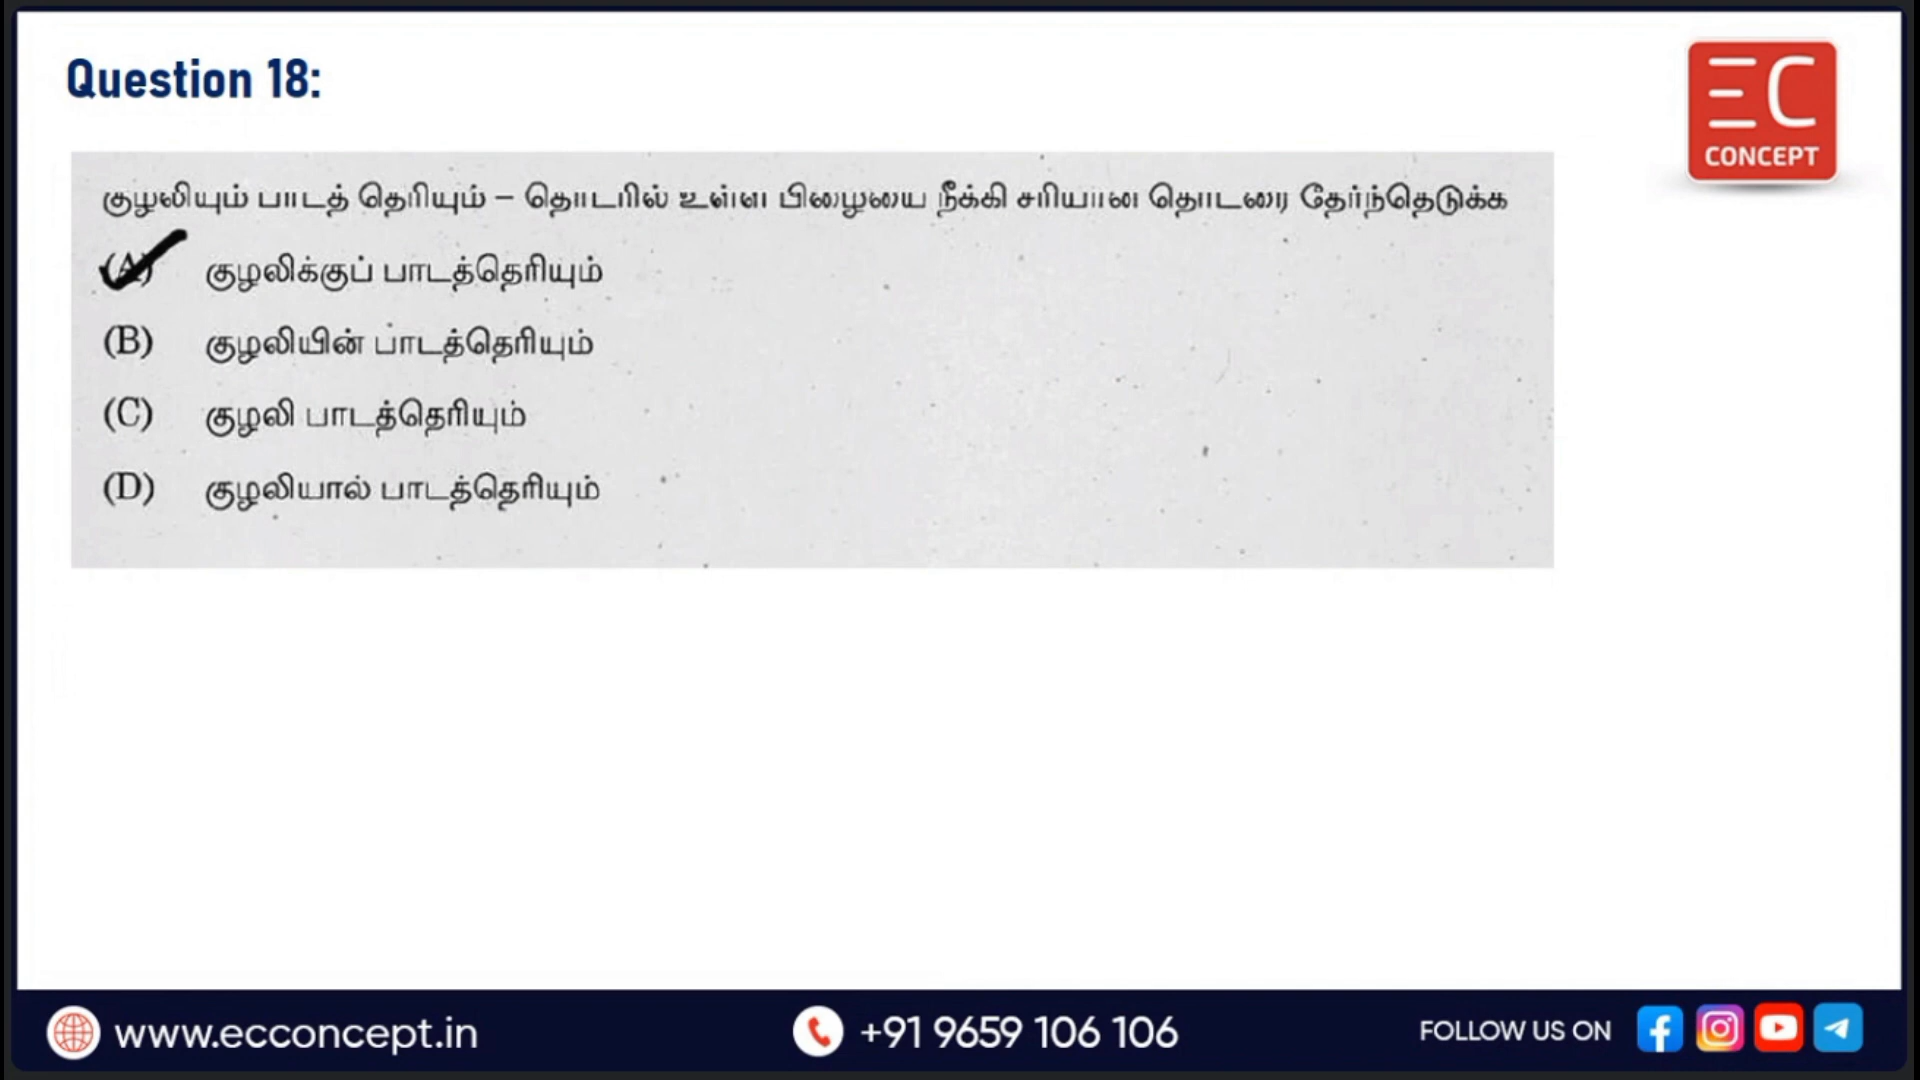 Question 18:
EC
CONCEPT
குழலியும் பாடத் தெரியும் – தொடரில் உள்ள பிழையை நீக்கி சரியான தொடரை தேர்ந்தெடுக்க
(A) குழலிக்குப் பாடத்தெரியும்
(B) குழலியின் பாடத்தெரியும்
(C) குழலி பாடத்தெரியும்
(D) குழலியால் பாடத்தெரியும்
www.ecconcept.in
+91 9659 106 106
FOLLOW US ON